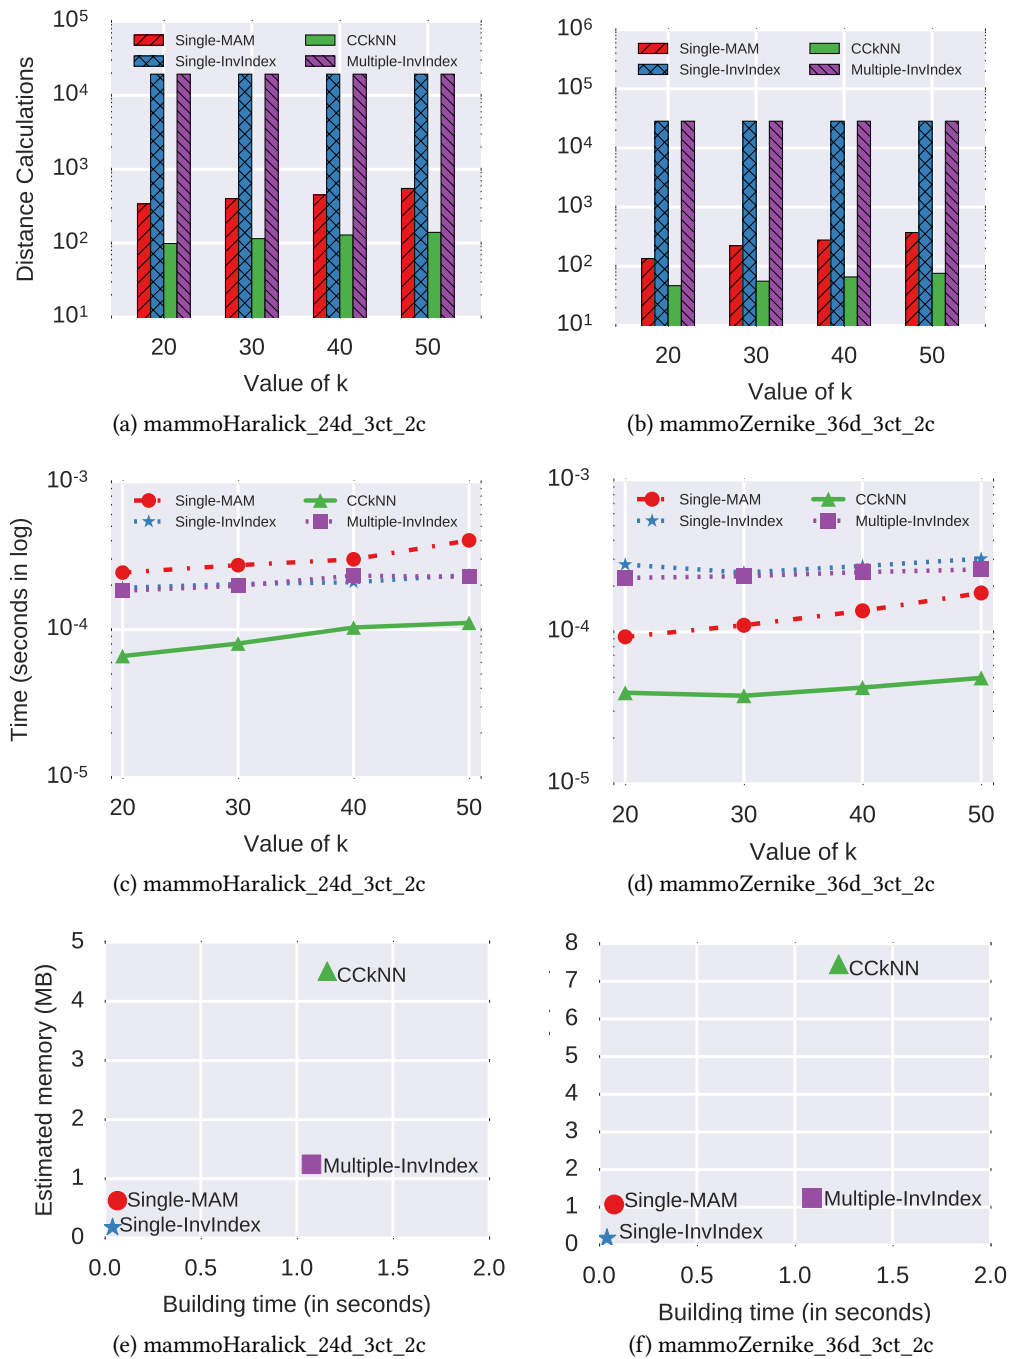 10^5
10^4
10^3
10^2
10^1
Distance Calculations
Single-MAM
CCkNN
Single-InvIndex
Multiple-InvIndex
20 30 40 50
Value of k
(a) mammoHaralick_24d_3ct_2c
10^6
10^5
10^4
10^3
10^2
10^1
Single-MAM
CCkNN
Single-InvIndex
Multiple-InvIndex
20 30 40 50
Value of k
(b) mammoZernike_36d_3ct_2c
10^-3
10^-4
10^-5
Time (seconds in log)
Single-MAM
CCkNN
Single-InvIndex
Multiple-InvIndex
20 30 40 50
Value of k
(c) mammoHaralick_24d_3ct_2c
10^-3
10^-4
10^-5
Single-MAM
CCkNN
Single-InvIndex
Multiple-InvIndex
20 30 40 50
Value of k
(d) mammoZernike_36d_3ct_2c
5
4
3
2
1
0
Estimated memory (MB)
CCkNN
Multiple-InvIndex
Single-MAM
Single-InvIndex
0.0 0.5 1.0 1.5 2.0
Building time (in seconds)
(e) mammoHaralick_24d_3ct_2c
8
7
6
5
4
3
2
1
0
CCkNN
Multiple-InvIndex
Single-MAM
Single-InvIndex
0.0 0.5 1.0 1.5 2.0
Building time (in seconds)
(f) mammoZernike_36d_3ct_2c